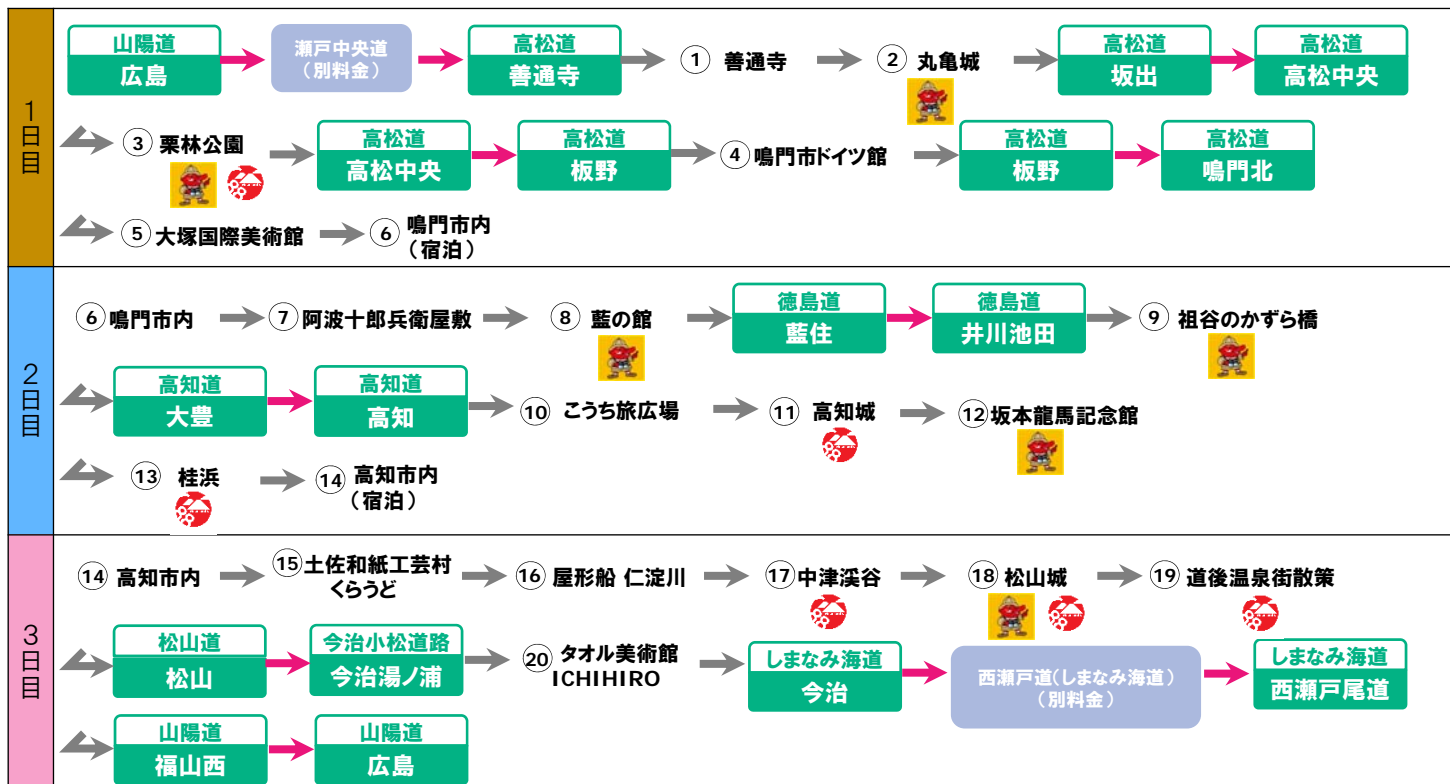 1日目
山陽道
広島
瀬戸中央道
（別料金）
高松道
善通寺
① 善通寺
② 丸亀城
高松道
坂出
高松道
高松中央
③ 栗林公園
高松道
高松中央
高松道
板野
④ 鳴門市ドイツ館
高松道
板野
高松道
鳴門北
⑤ 大塚国際美術館
⑥ 鳴門市内
（宿泊）
2日目
⑥ 鳴門市内
⑦ 阿波十郎兵衛屋敷
⑧ 藍の館
徳島道
藍住
徳島道
井川池田
⑨ 祖谷のかずら橋
高知道
大豊
高知道
高知
⑩ こうち旅広場
⑪ 高知城
⑫ 坂本龍馬記念館
⑬ 桂浜
⑭ 高知市内
（宿泊）
3日目
⑭ 高知市内
⑮ 土佐和紙工芸村
くらうど
⑯ 屋形船 仁淀川
⑰ 中津渓谷
⑱ 松山城
⑲ 道後温泉街散策
松山道
松山
今治小松道路
今治湯ノ浦
⑳ タオル美術館
ICHIHIRO
しまなみ海道
今治
西瀬戸道（しまなみ海道）
（別料金）
しまなみ海道
西瀬戸尾道
山陽道
福山西
山陽道
広島